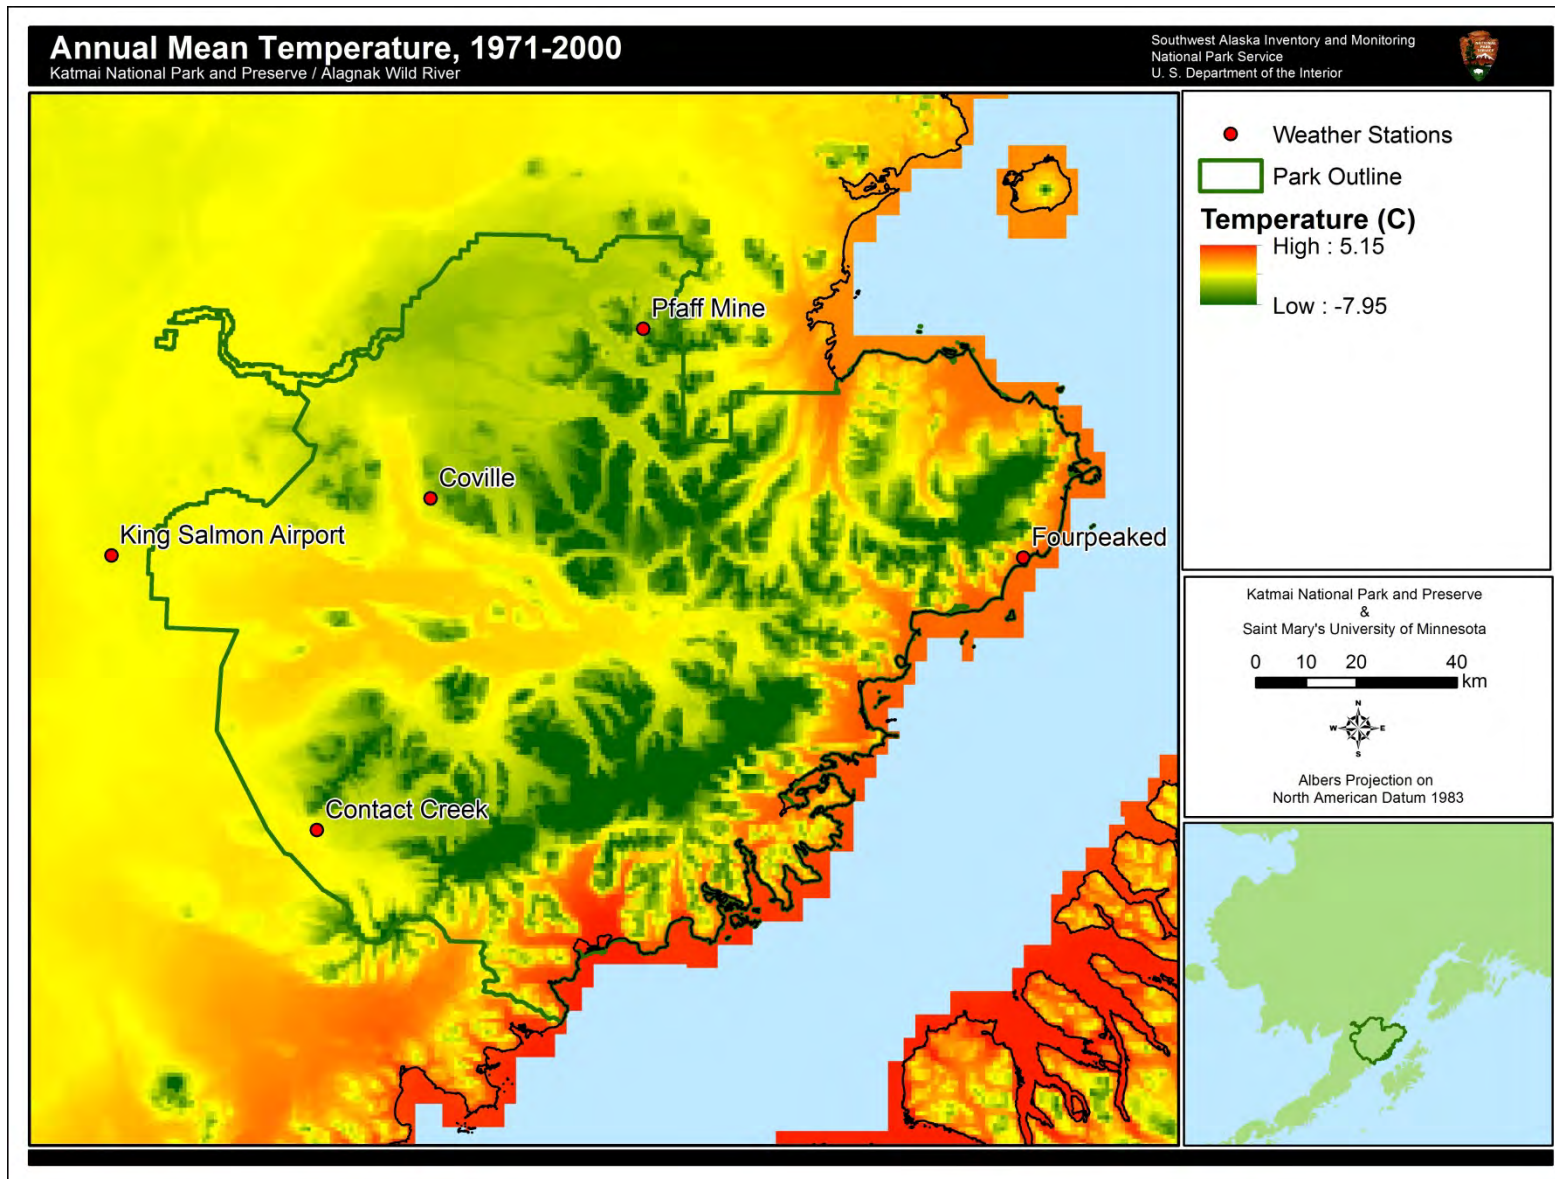 Annual Mean Temperature, 1971-2000
Katmai National Park and Preserve / Alagnak Wild River
Southwest Alaska Inventory and Monitoring
National Park Service
U. S. Department of the Interior
Weather Stations
Park Outline
Temperature (C)
High : 5.15
Low : -7.95
Pfaff Mine
Coville
King Salmon Airport
Fourpeaked
Contact Creek
Katmai National Park and Preserve
&
Saint Mary's University of Minnesota
0 10 20 40
km
N
W E
S
Albers Projection on
North American Datum 1983